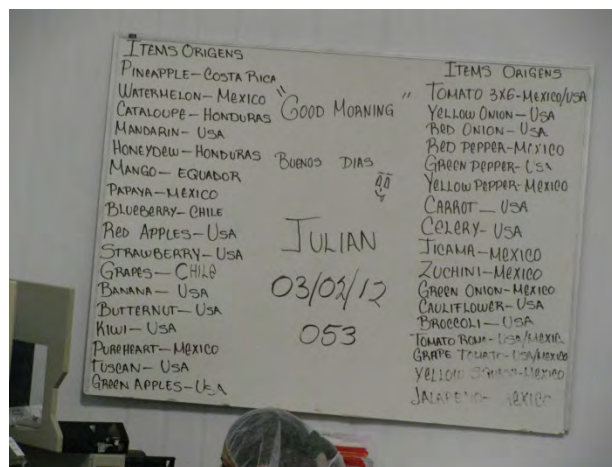 ITEMS ORIGENS
PINEAPPLE-COSTA RICA
WATERMELON-MEXICO
CATALOUPE-HONDURAS
MANDARIN-USA
HONEYDEW-HONDURAS
MANGO-EQUADOR
PAPAYA-MEXICO
BLUEBERRY-CHILE
RED APPLES-USA
STRAWBERRY-USA
GRAPES-CHILE
BANANA-USA
BUTTERNUT-USA
KIWI-USA
PUREHEART-MEXICO
TUSCAN-USA
GREEN APPLES-USA
"GOOD MORNING"
BUENOS DIAS
JULIAN
03/02/12
053
ITEMS ORIGENS
TOMATO 3X6-MEXICO/USA
YELLOW ONION-USA
RED ONION-USA
RED PEPPER-MEXICO
GREEN PEPPER-USA
YELLOW PEPPER-MEXICO
CARROT-USA
CELERY-USA
JICAMA-MEXICO
ZUCHINI-MEXICO
GREEN ONION-MEXICO
CAULIFLOWER-USA
BROCCOLI-USA
TOMATO ROMA-USA/MEXIC
GRAPE TOMATO-USA/MEXICO
YELLOW SQUASH-MEXICO
JALAPENO-MEXICO